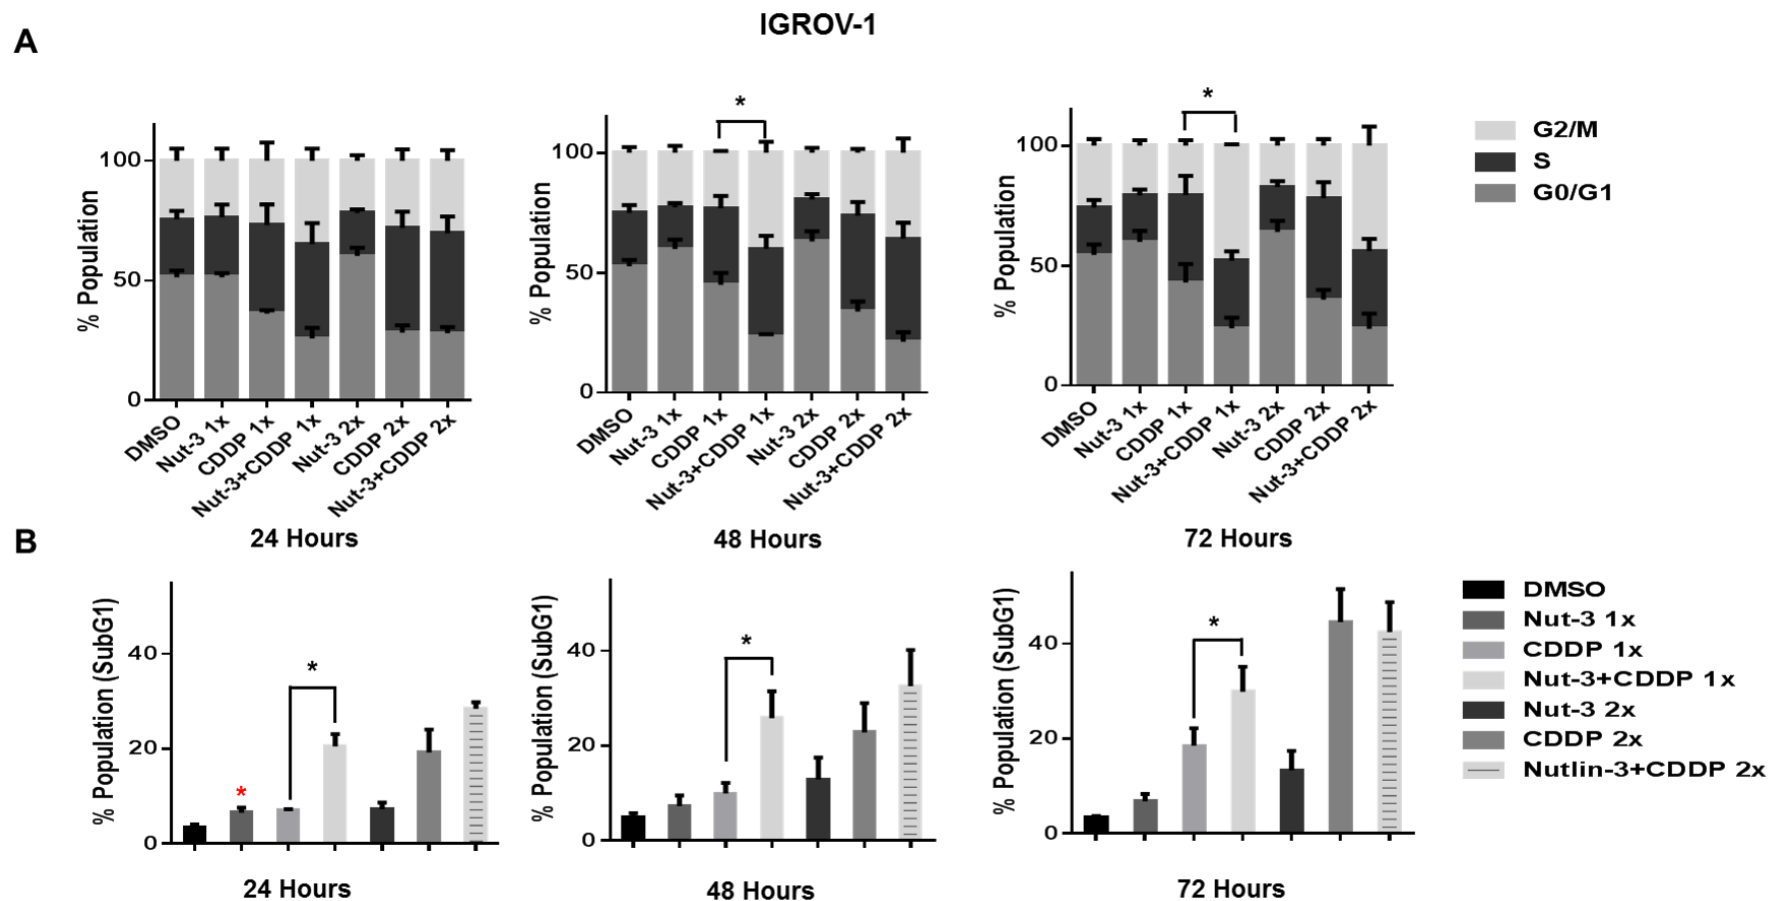 IGROV-1
A
*
*
% Population
100
50
0
% Population
100
50
0
% Population
100
50
0
G2/M
S
G0/G1
DMSO
Nut-3 1x
CDDP 1x
Nut-3+CDDP 1x
Nut-3 2x
CDDP 2x
Nut-3+CDDP 2x
DMSO
Nut-3 1x
CDDP 1x
Nut-3+CDDP 1x
Nut-3 2x
CDDP 2x
Nut-3+CDDP 2x
DMSO
Nut-3 1x
CDDP 1x
Nut-3+CDDP 1x
Nut-3 2x
CDDP 2x
Nut-3+CDDP 2x
24 Hours
48 Hours
72 Hours
B
% Population (SubG1)
40
20
0
*
*
% Population (SubG1)
40
20
0
*
% Population (SubG1)
40
20
0
*
DMSO
Nut-3 1x
CDDP 1x
Nut-3+CDDP 1x
Nut-3 2x
CDDP 2x
Nutlin-3+CDDP 2x
24 Hours
48 Hours
72 Hours